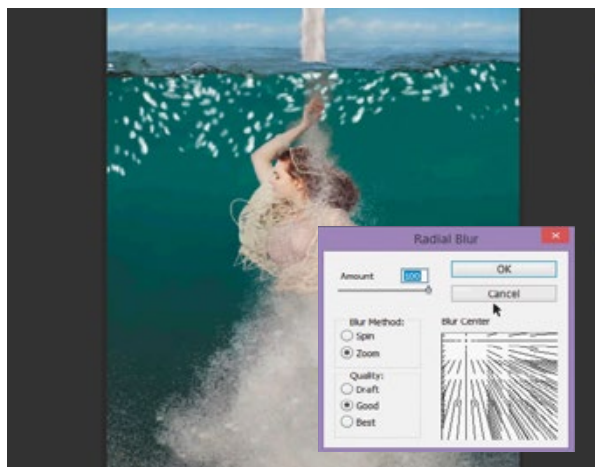 Radial Blur
Amount 100
OK
Cancel
Blur Method:
Spin
Zoom
Blur Center
Quality:
Draft
Good
Best